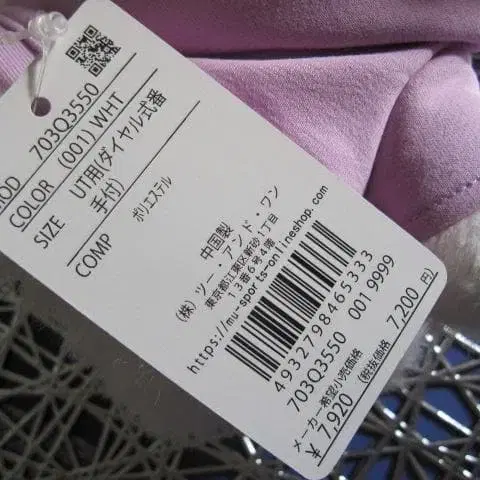 MOD 703Q3550
COLOR (001) WHT
SIZE UT用(ダイヤル式番
手付)
COMP ポリエステル
中国製
(株) ツー・アンド・ワン
東京都江東区新砂1丁目
13番6号4階
https://mu-sports-onlineshop.com
4932798465333
703Q3550 001 9999
メーカー希望小売価格
¥ 7,920 (税抜価格 7,200 円)